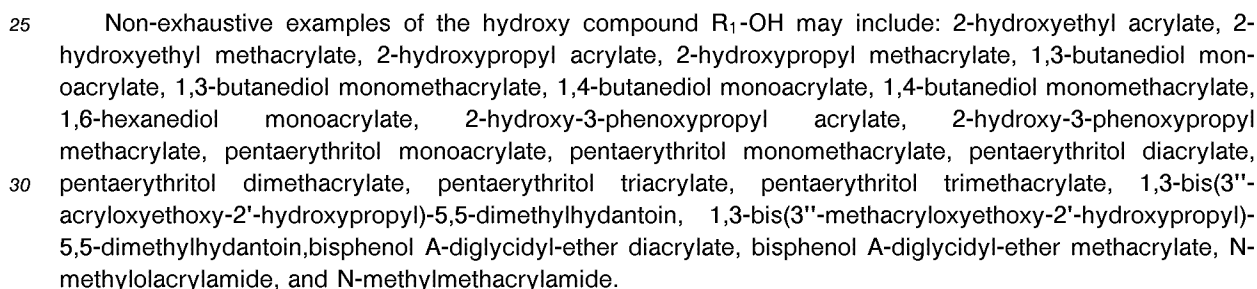 25 Non-exhaustive examples of the hydroxy compound R₁-OH may include: 2-hydroxyethyl acrylate, 2-
hydroxyethyl methacrylate, 2-hydroxypropyl acrylate, 2-hydroxypropyl methacrylate, 1,3-butanediol mon-
oacrylate, 1,3-butanediol monomethacrylate, 1,4-butanediol monoacrylate, 1,4-butanediol monomethacrylate,
1,6-hexanediol monoacrylate, 2-hydroxy-3-phenoxypropyl acrylate, 2-hydroxy-3-phenoxypropyl
methacrylate, pentaerythritol monoacrylate, pentaerythritol monomethacrylate, pentaerythritol diacrylate,
30 pentaerythritol dimethacrylate, pentaerythritol triacrylate, pentaerythritol trimethacrylate, 1,3-bis(3''-
acryloxyethoxy-2'-hydroxypropyl)-5,5-dimethylhydantoin, 1,3-bis(3''-methacryloxyethoxy-2'-hydroxypropyl)-
5,5-dimethylhydantoin,bisphenol A-diglycidyl-ether diacrylate, bisphenol A-diglycidyl-ether methacrylate, N-
methylolacrylamide, and N-methylmethacrylamide.